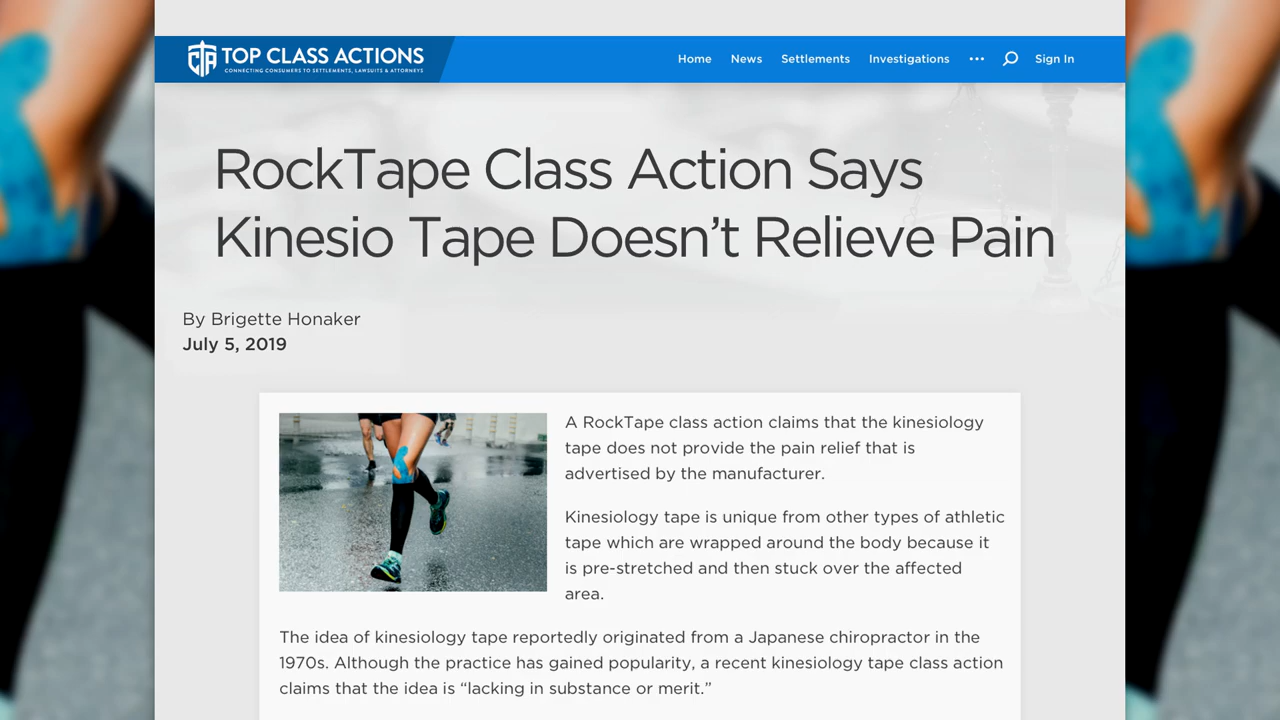 TOP CLASS ACTIONS
CONNECTING CONSUMERS TO SETTLEMENTS, LAWSUITS & ATTORNEYS
Home News Settlements Investigations ••• Sign In
RockTape Class Action Says
Kinesio Tape Doesn’t Relieve Pain
By Brigette Honaker
July 5, 2019
A RockTape class action claims that the kinesiology
tape does not provide the pain relief that is
advertised by the manufacturer.
Kinesiology tape is unique from other types of athletic
tape which are wrapped around the body because it
is pre-stretched and then stuck over the affected
area.
The idea of kinesiology tape reportedly originated from a Japanese chiropractor in the
1970s. Although the practice has gained popularity, a recent kinesiology tape class action
claims that the idea is “lacking in substance or merit.”